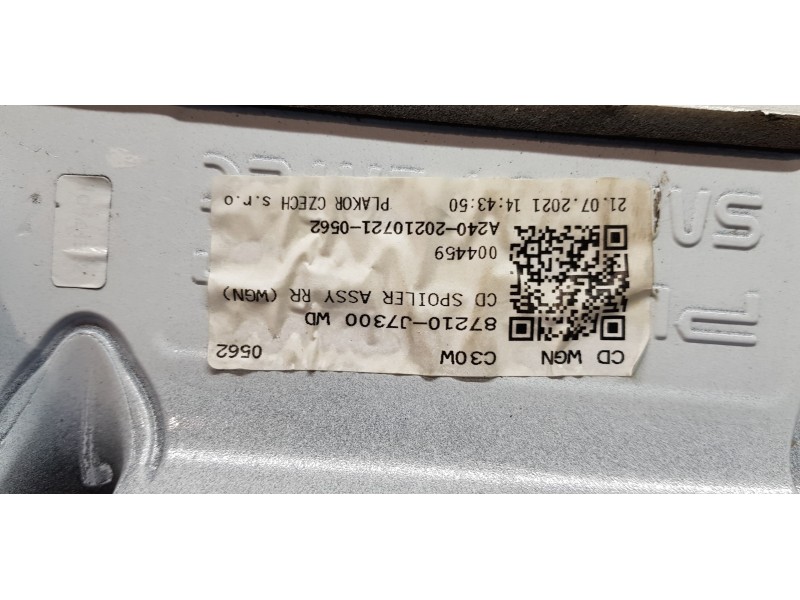 CD WGN C30W 0562
87210-J7300 WD
CD SPOILER ASSY RR (WGN)
004459
A240-20210721-0562
21.07.2021 14:43:50 PLAKOR CZECH s.r.o